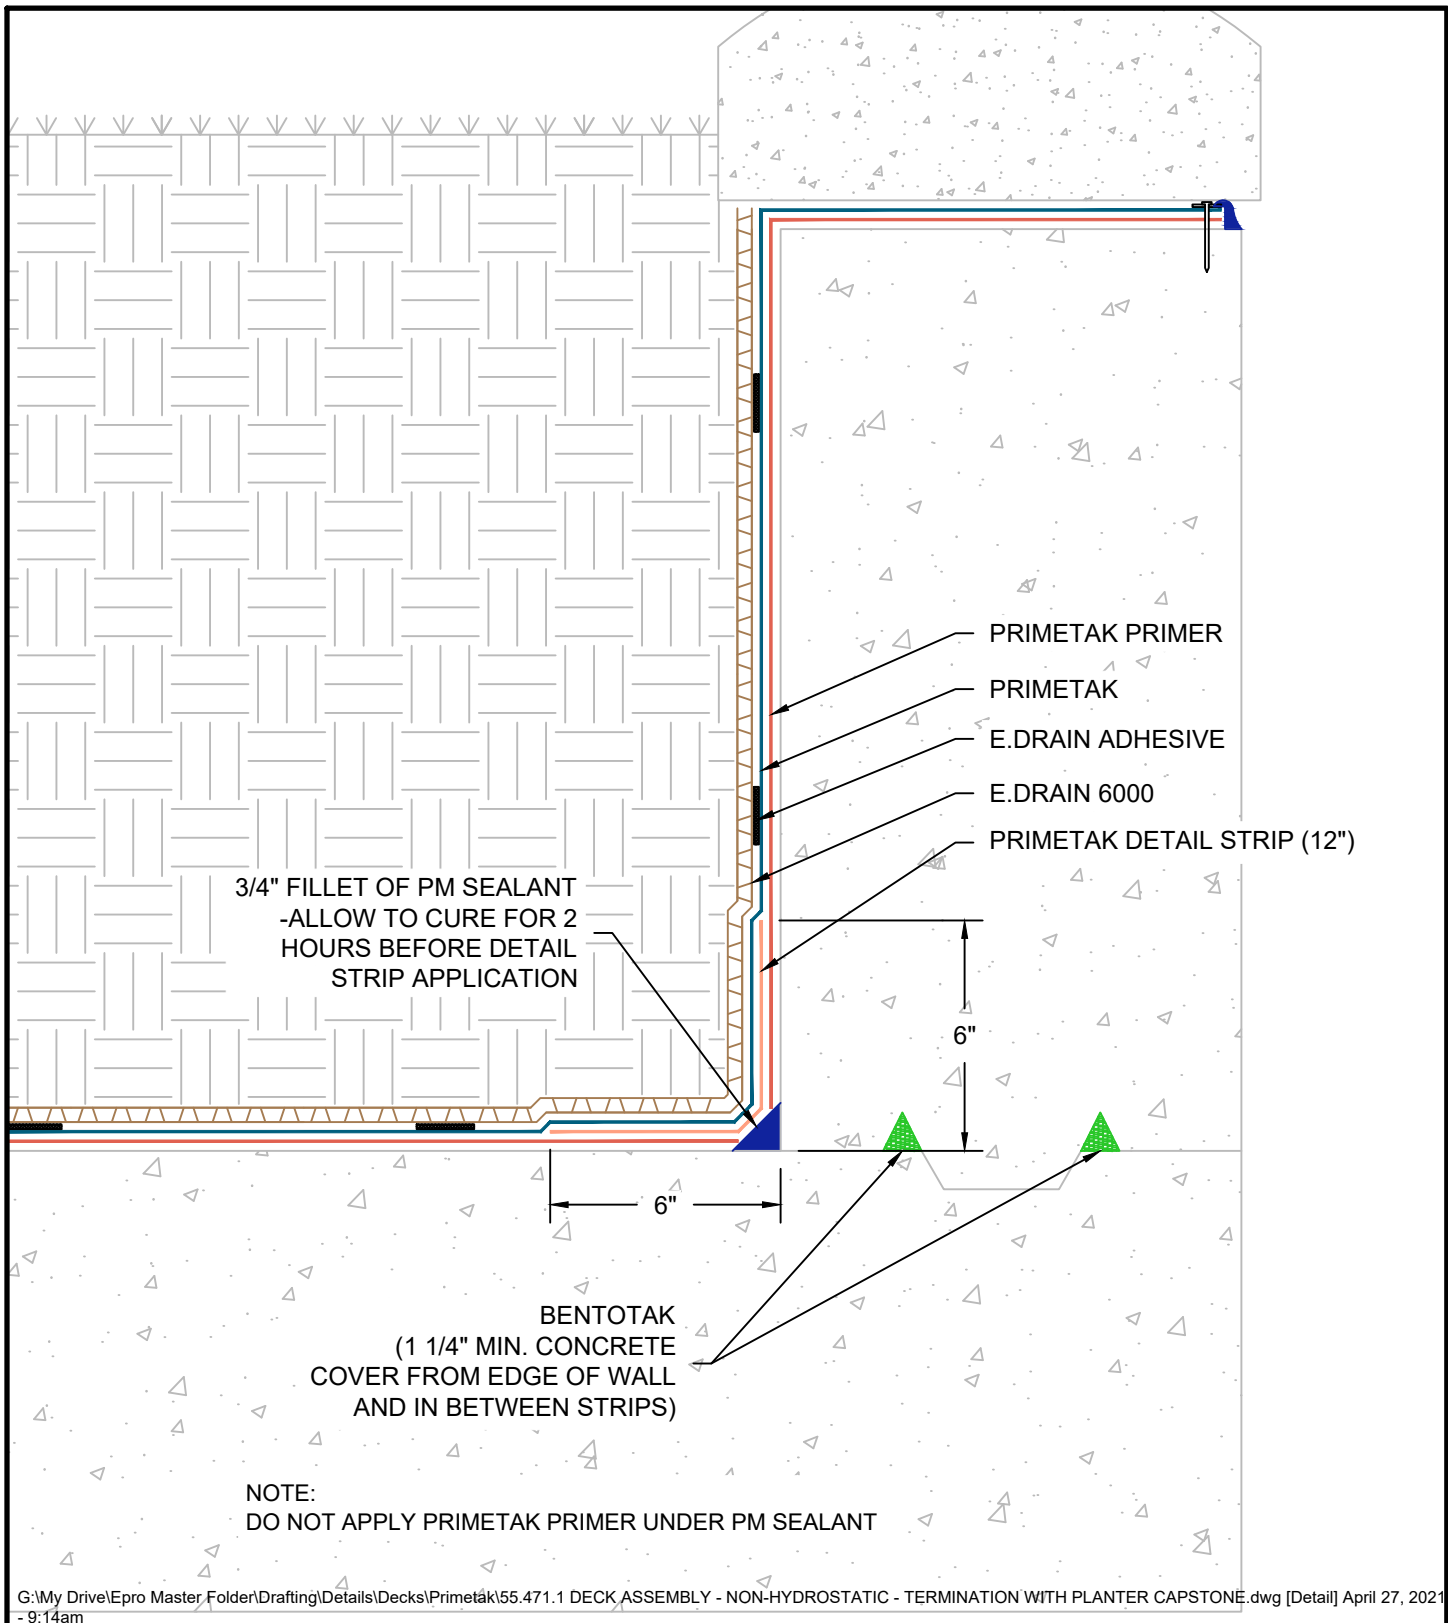 PRIMETAK PRIMER
PRIMETAK
E.DRAIN ADHESIVE
E.DRAIN 6000
PRIMETAK DETAIL STRIP (12")
3/4" FILLET OF PM SEALANT
-ALLOW TO CURE FOR 2
HOURS BEFORE DETAIL
STRIP APPLICATION
6"
6"
BENTOTAK
(1 1/4" MIN. CONCRETE
COVER FROM EDGE OF WALL
AND IN BETWEEN STRIPS)
NOTE:
DO NOT APPLY PRIMETAK PRIMER UNDER PM SEALANT
G:\My Drive\Epro Master Folder\Drafting\Details\Decks\Primetak\55.471.1 DECK ASSEMBLY - NON-HYDROSTATIC - TERMINATION WITH PLANTER CAPSTONE.dwg [Detail] April 27, 2021
- 9:14am